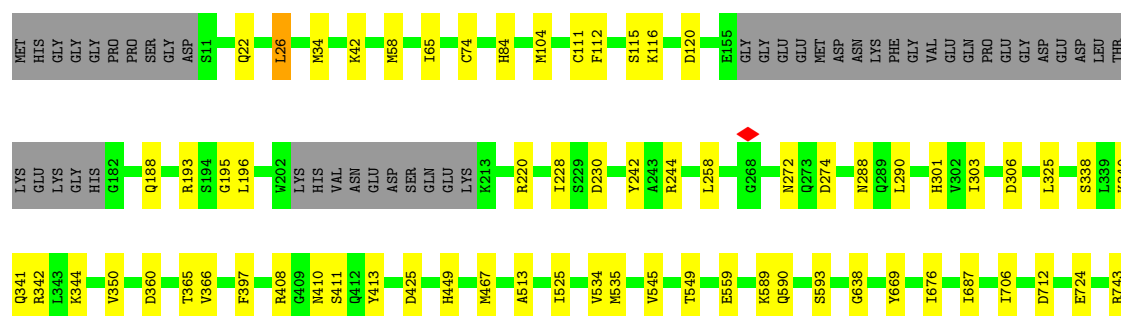 MET HIS GLY GLY GLY PRO PRO SER GLY ASP S11 Q22 L26 M34 K42 M58 I65 C74 H84 M104 C111 F112 S115 K116 D120 E155 GLY GLY GLU GLU MET ASP ASN LYS PHE GLY VAL GLU GLN PRO GLU GLY ASP GLU ASP LEU THR
LYS GLU LYS GLY HIS G182 Q188 R193 S194 G195 L196 W202 LYS HIS VAL ASN GLU ASP SER GLN GLU LYS K213 R220 I228 S229 D230 Y242 A243 R244 L258 G268 N272 Q273 D274 N288 Q289 L290 H301 V302 I303 D306 L325 S338 L339
Q341 R342 L343 K344 V350 D360 T365 V366 F397 R408 G409 N410 S411 Q412 Y413 D425 H449 M467 A513 I525 V534 M535 V545 T549 E559 K589 Q590 S593 G638 Y669 I676 I687 I706 D712 E724 R743